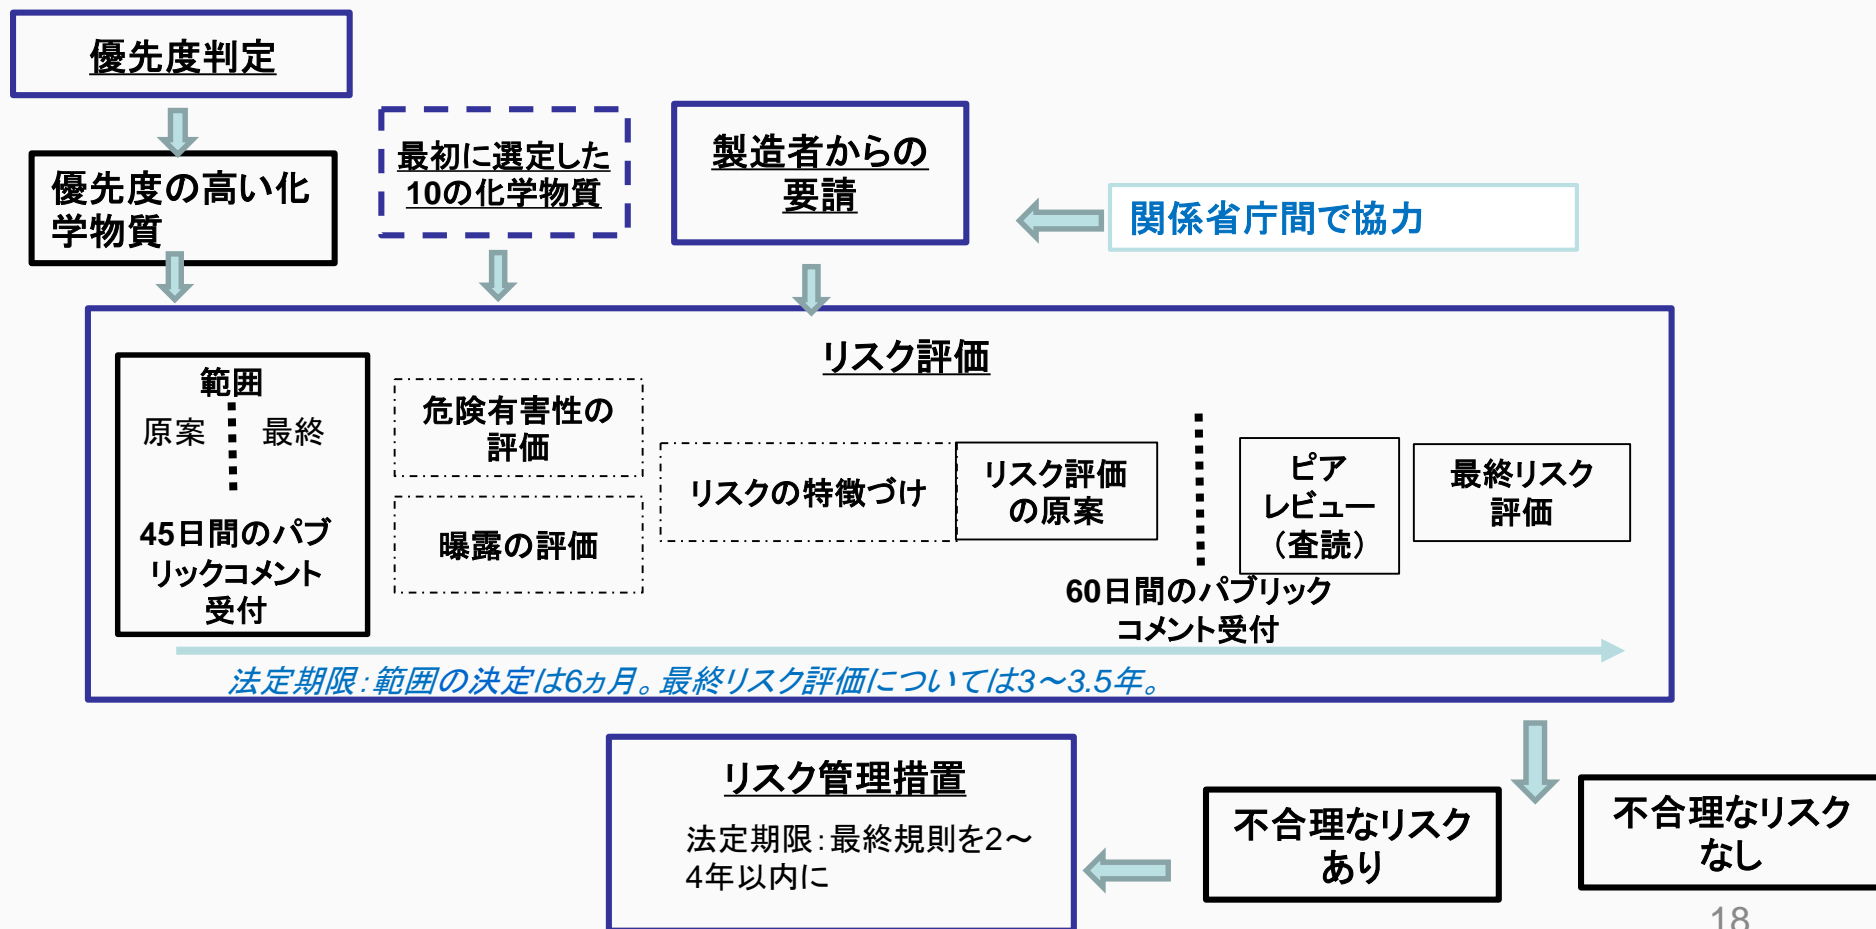 優先度判定
優先度の高い化
学物質
最初に選定した
10の化学物質
製造者からの
要請
関係省庁間で協力
リスク評価
範囲
原案
最終
45日間のパブ
リックコメント
受付
危険有害性の
評価
曝露の評価
リスクの特徴づけ
リスク評価
の原案
60日間のパブリック
コメント受付
ピア
レビュー
（査読）
最終リスク
評価
法定期限：範囲の決定は6ヵ月。最終リスク評価については3～3.5年。
リスク管理措置
法定期限：最終規則を2～
4年以内に
不合理なリスク
あり
不合理なリスク
なし
18